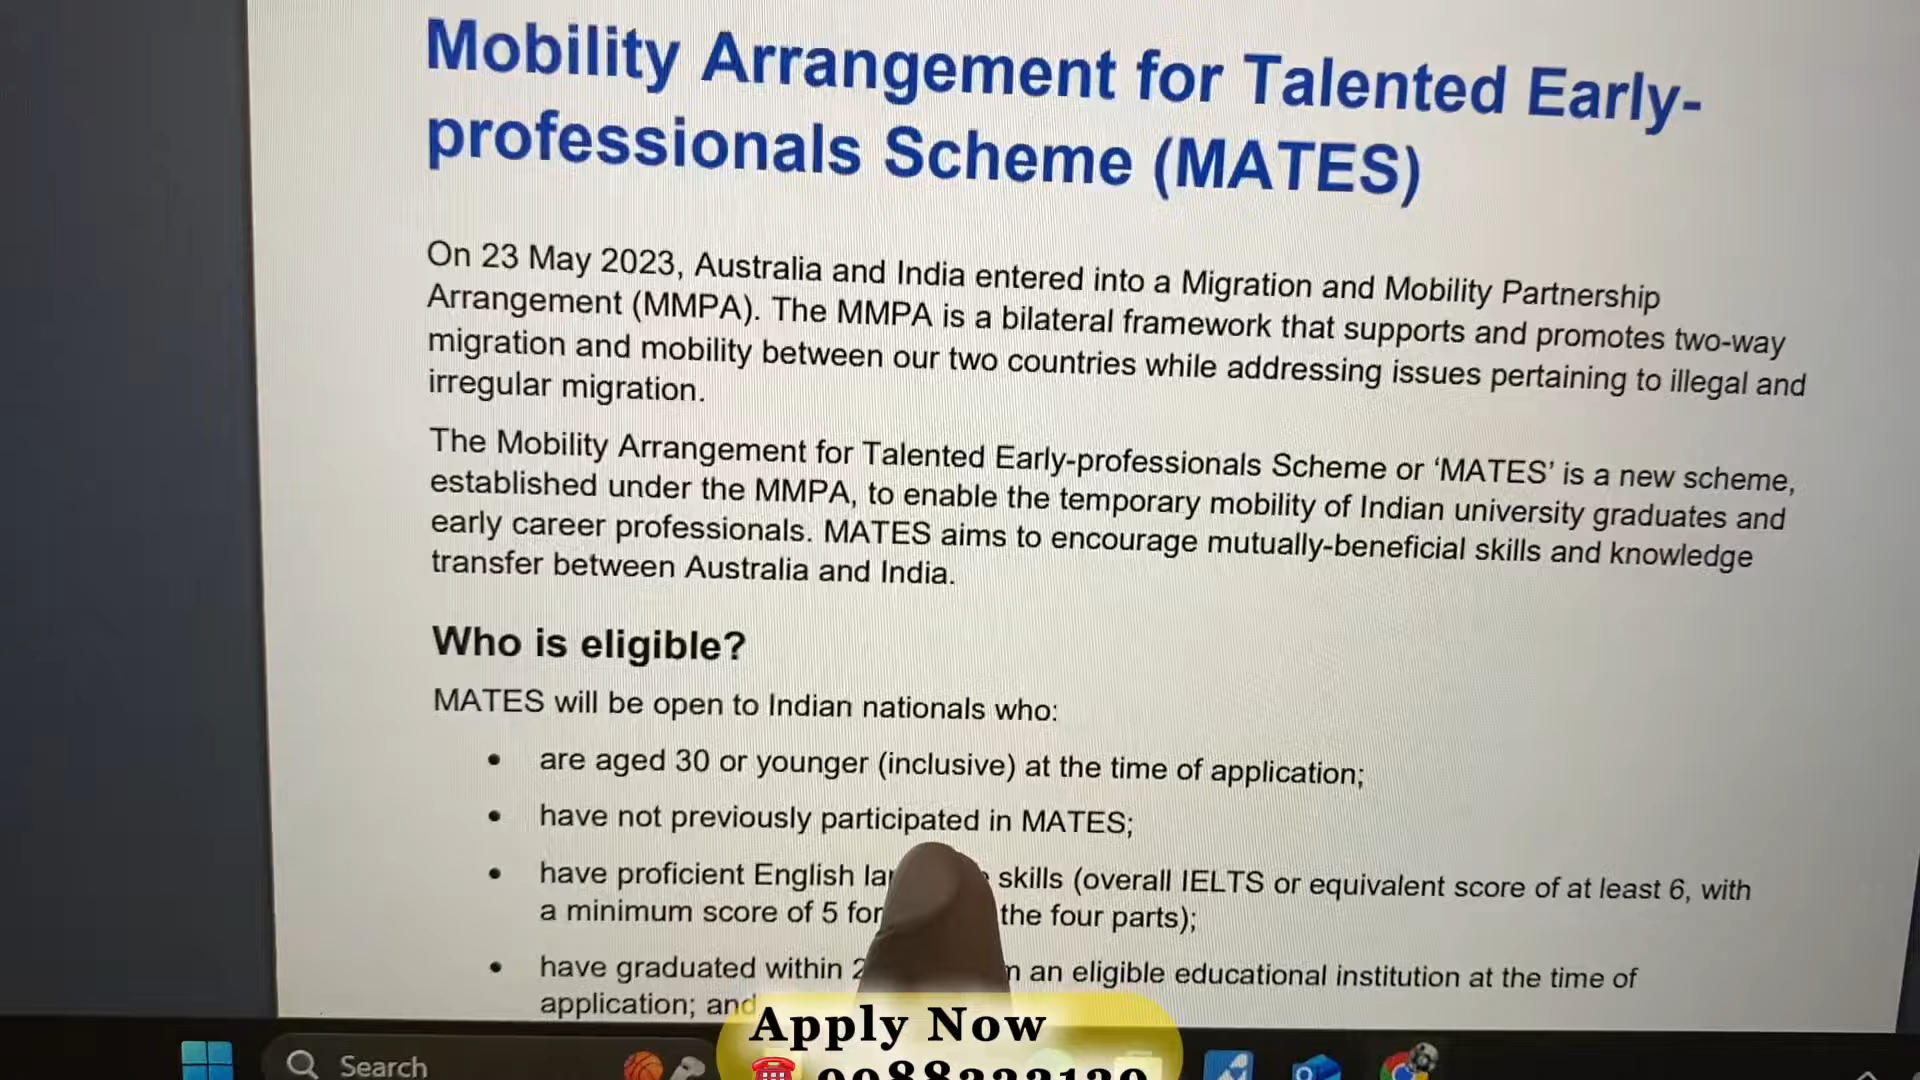 Mobility Arrangement for Talented Early-
professionals Scheme (MATES)
On 23 May 2023, Australia and India entered into a Migration and Mobility Partnership
Arrangement (MMPA). The MMPA is a bilateral framework that supports and promotes two-way
migration and mobility between our two countries while addressing issues pertaining to illegal and
irregular migration.
The Mobility Arrangement for Talented Early-professionals Scheme or ‘MATES’ is a new scheme,
established under the MMPA, to enable the temporary mobility of Indian university graduates and
early career professionals. MATES aims to encourage mutually-beneficial skills and knowledge
transfer between Australia and India.
Who is eligible?
MATES will be open to Indian nationals who:
are aged 30 or younger (inclusive) at the time of application;
have not previously participated in MATES;
have proficient English skills (overall IELTS or equivalent score of at least 6, with
a minimum score of 5 for the four parts);
have graduated within an eligible educational institution at the time of
application; and
Apply Now
Search